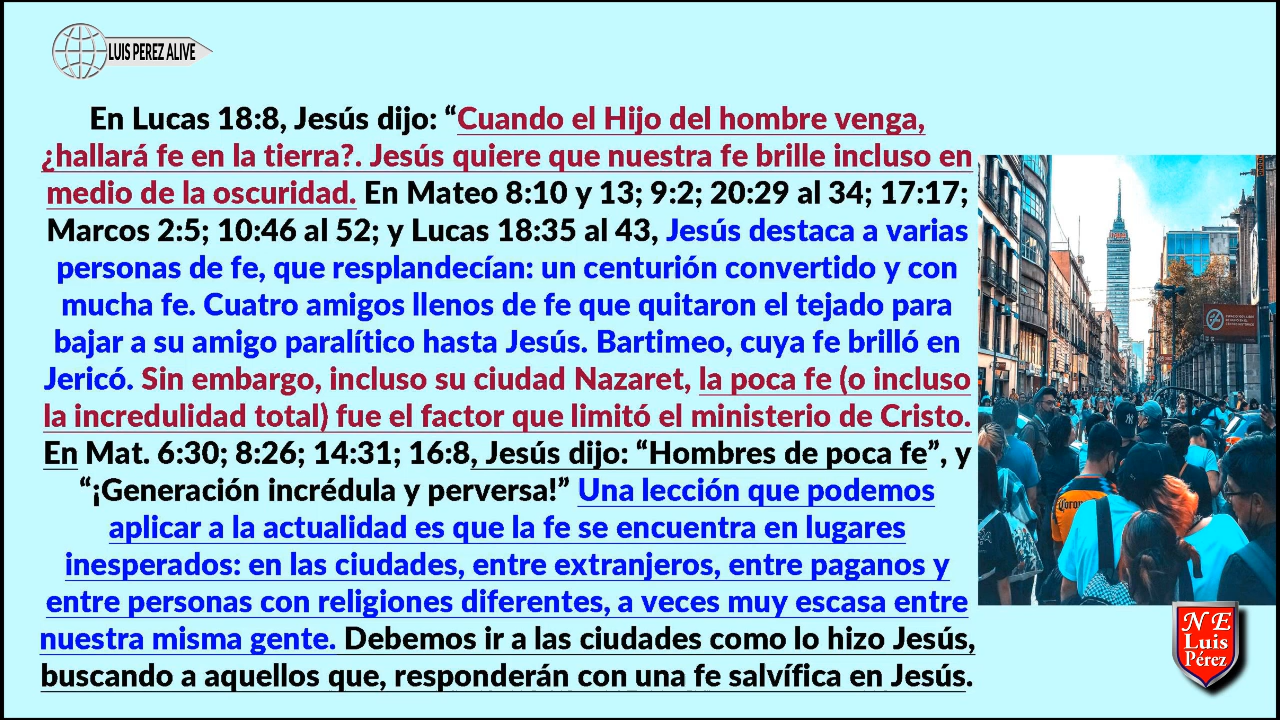 LUIS PEREZ ALIVE
En Lucas 18:8, Jesús dijo: “Cuando el Hijo del hombre venga,
¿hallará fe en la tierra?. Jesús quiere que nuestra fe brille incluso en
medio de la oscuridad. En Mateo 8:10 y 13; 9:2; 20:29 al 34; 17:17;
Marcos 2:5; 10:46 al 52; y Lucas 18:35 al 43, Jesús destaca a varias
personas de fe, que resplandecían: un centurión convertido y con
mucha fe. Cuatro amigos llenos de fe que quitaron el tejado para
bajar a su amigo paralítico hasta Jesús. Bartimeo, cuya fe brilló en
Jericó. Sin embargo, incluso su ciudad Nazaret, la poca fe (o incluso
la incredulidad total) fue el factor que limitó el ministerio de Cristo.
En Mat. 6:30; 8:26; 14:31; 16:8, Jesús dijo: “Hombres de poca fe”, y
“¡Generación incrédula y perversa!” Una lección que podemos
aplicar a la actualidad es que la fe se encuentra en lugares
inesperados: en las ciudades, entre extranjeros, entre paganos y
entre personas con religiones diferentes, a veces muy escasa entre
nuestra misma gente. Debemos ir a las ciudades como lo hizo Jesús,
buscando a aquellos que, responderán con una fe salvífica en Jesús.
N E
Luis
Pérez